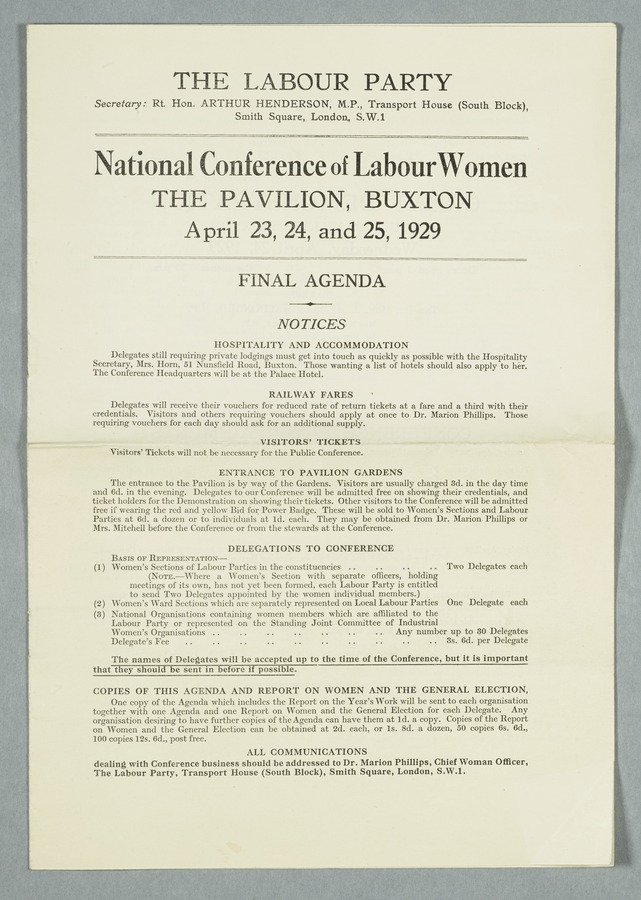 THE LABOUR PARTY
Secretary: Rt. Hon. ARTHUR HENDERSON, M.P., Transport House (South Block),
Smith Square, London, S.W.1
National Conference of Labour Women
THE PAVILION, BUXTON
April 23, 24, and 25, 1929
FINAL AGENDA
NOTICES
HOSPITALITY AND ACCOMMODATION
Delegates still requiring private lodgings must get into touch as quickly as possible with the Hospitality
Secretary, Mrs. Horn, 51 Nunsfield Road, Buxton. Those wanting a list of hotels should also apply to her.
The Conference Headquarters will be at the Palace Hotel.
RAILWAY FARES
Delegates will receive their vouchers for reduced rate of return tickets at a fare and a third with their
credentials. Visitors and others requiring vouchers should apply at once to Dr. Marion Phillips. Those
requiring vouchers for each day should ask for an additional supply.
VISITORS' TICKETS
Visitors' Tickets will not be necessary for the Public Conference.
ENTRANCE TO PAVILION GARDENS
The entrance to the Pavilion is by way of the Gardens. Visitors are usually charged 3d. in the day time
and 6d. in the evening. Delegates to our Conference will be admitted free on showing their credentials, and
ticket holders for the Demonstration on showing their tickets. Other visitors to the Conference will be admitted
free if wearing the red and yellow Bid for Power Badge. These will be sold to Women's Sections and Labour
Parties at 6d. a dozen or to individuals at 1d. each. They may be obtained from Dr. Marion Phillips or
Mrs. Mitchell before the Conference or from the stewards at the Conference.
DELEGATIONS TO CONFERENCE
BASIS OF REPRESENTATION—
(1) Women's Sections of Labour Parties in the constituencies .. .. .. .. Two Delegates each
(NOTE.—Where a Women's Section with separate officers, holding
meetings of its own, has not yet been formed, each Labour Party is entitled
to send Two Delegates appointed by the women individual members.)
(2) Women's Ward Sections which are separately represented on Local Labour Parties One Delegate each
(3) National Organisations containing women members which are affiliated to the
Labour Party or represented on the Standing Joint Committee of Industrial
Women's Organisations .. .. .. .. .. .. .. Any number up to 30 Delegates
Delegate's Fee .. .. .. .. .. .. .. .. 3s. 6d. per Delegate
The names of Delegates will be accepted up to the time of the Conference, but it is important
that they should be sent in before if possible.
COPIES OF THIS AGENDA AND REPORT ON WOMEN AND THE GENERAL ELECTION,
One copy of the Agenda which includes the Report on the Year's Work will be sent to each organisation
together with one Agenda and one Report on Women and the General Election for each Delegate. Any
organisation desiring to have further copies of the Agenda can have them at 1d. a copy. Copies of the Report
on Women and the General Election can be obtained at 2d. each, or 1s. 8d. a dozen, 50 copies 6s. 6d.,
100 copies 12s. 6d., post free.
ALL COMMUNICATIONS
dealing with Conference business should be addressed to Dr. Marion Phillips, Chief Woman Officer,
The Labour Party, Transport House (South Block), Smith Square, London, S.W.1.